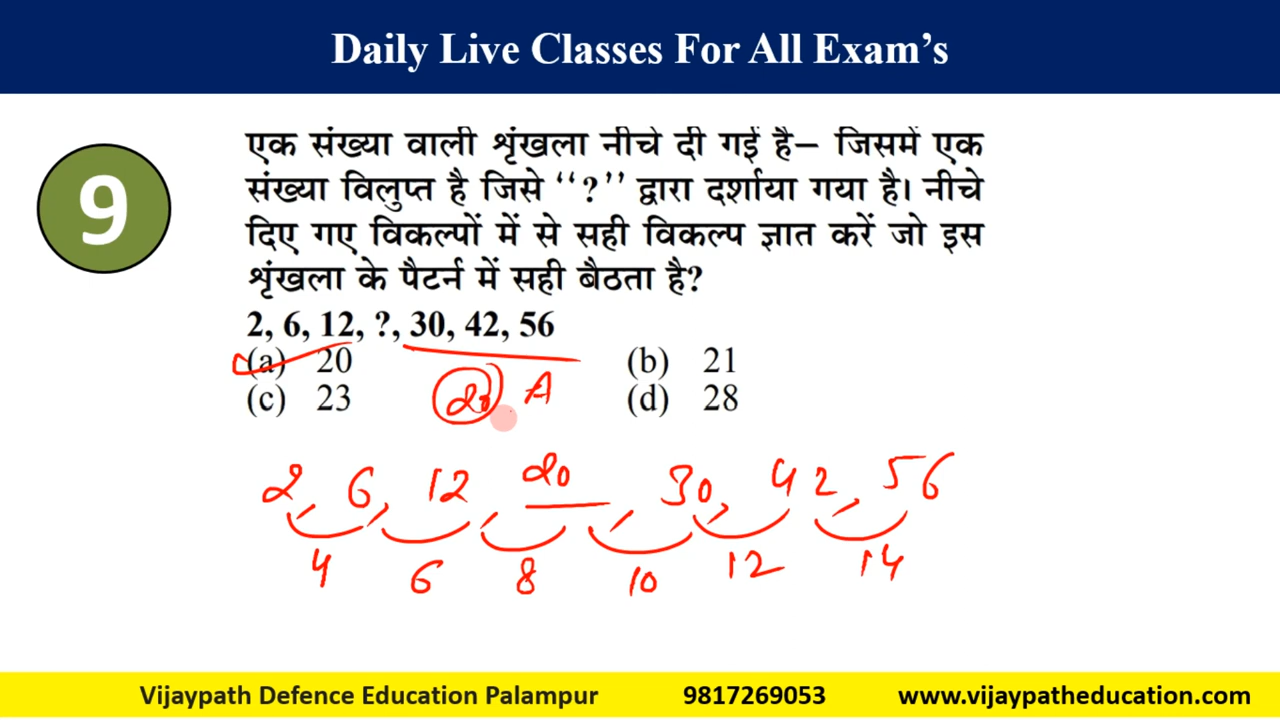 Daily Live Classes For All Exam's
9
एक संख्या वाली शृंखला नीचे दी गई है– जिसमें एक
संख्या विलुप्त है जिसे ‘‘?’’ द्वारा दर्शाया गया है। नीचे
दिए गए विकल्पों में से सही विकल्प ज्ञात करें जो इस
शृंखला के पैटर्न में सही बैठता है?
2, 6, 12, ?, 30, 42, 56
(a) 20 (b) 21
(c) 23 (d) 28
20 A
2, 6, 12, 20, 30, 42, 56
4 6 8 10 12 14
Vijaypath Defence Education Palampur 9817269053 www.vijaypatheducation.com